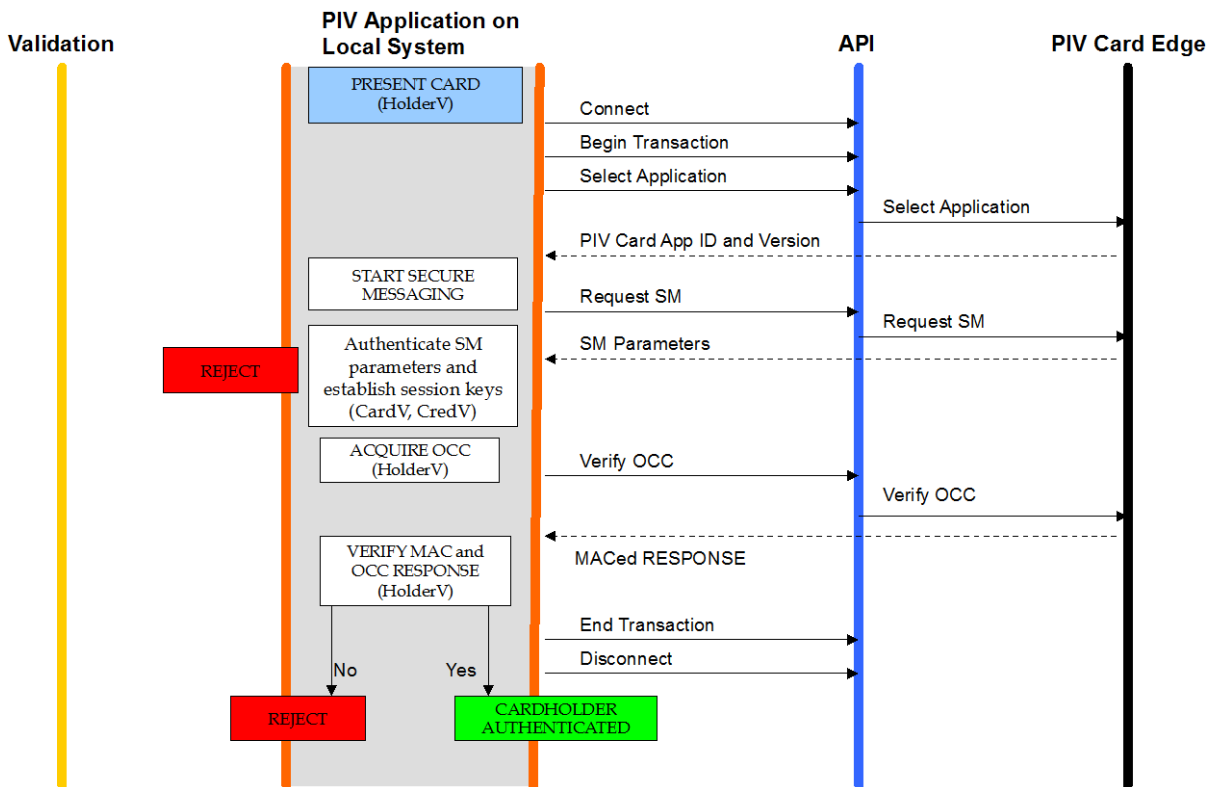 PIV Application on
Local System
Validation
API
PIV Card Edge
PRESENT CARD
(HolderV)
Connect
Begin Transaction
Select Application
Select Application
PIV Card App ID and Version
START SECURE
MESSAGING
Request SM
Request SM
SM Parameters
Authenticate SM
parameters and
establish session keys
(CardV, CredV)
REJECT
ACQUIRE OCC
(HolderV)
Verify OCC
Verify OCC
VERIFY MAC and
OCC RESPONSE
(HolderV)
MACed RESPONSE
End Transaction
Disconnect
No
Yes
REJECT
CARDHOLDER
AUTHENTICATED